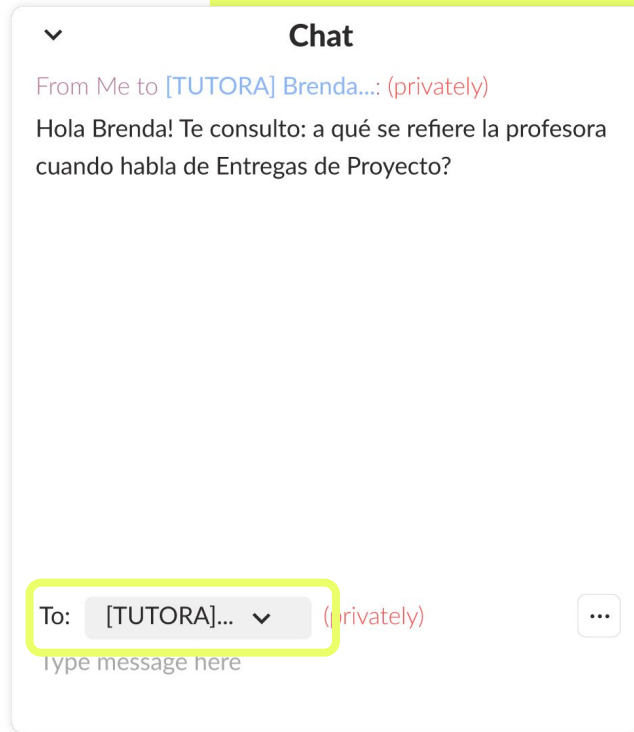 Chat
From Me to [TUTORA] Brenda...: (privately)
Hola Brenda! Te consulto: a qué se refiere la profesora
cuando habla de Entregas de Proyecto?
To: [TUTORA]... (privately) ...
Type message here